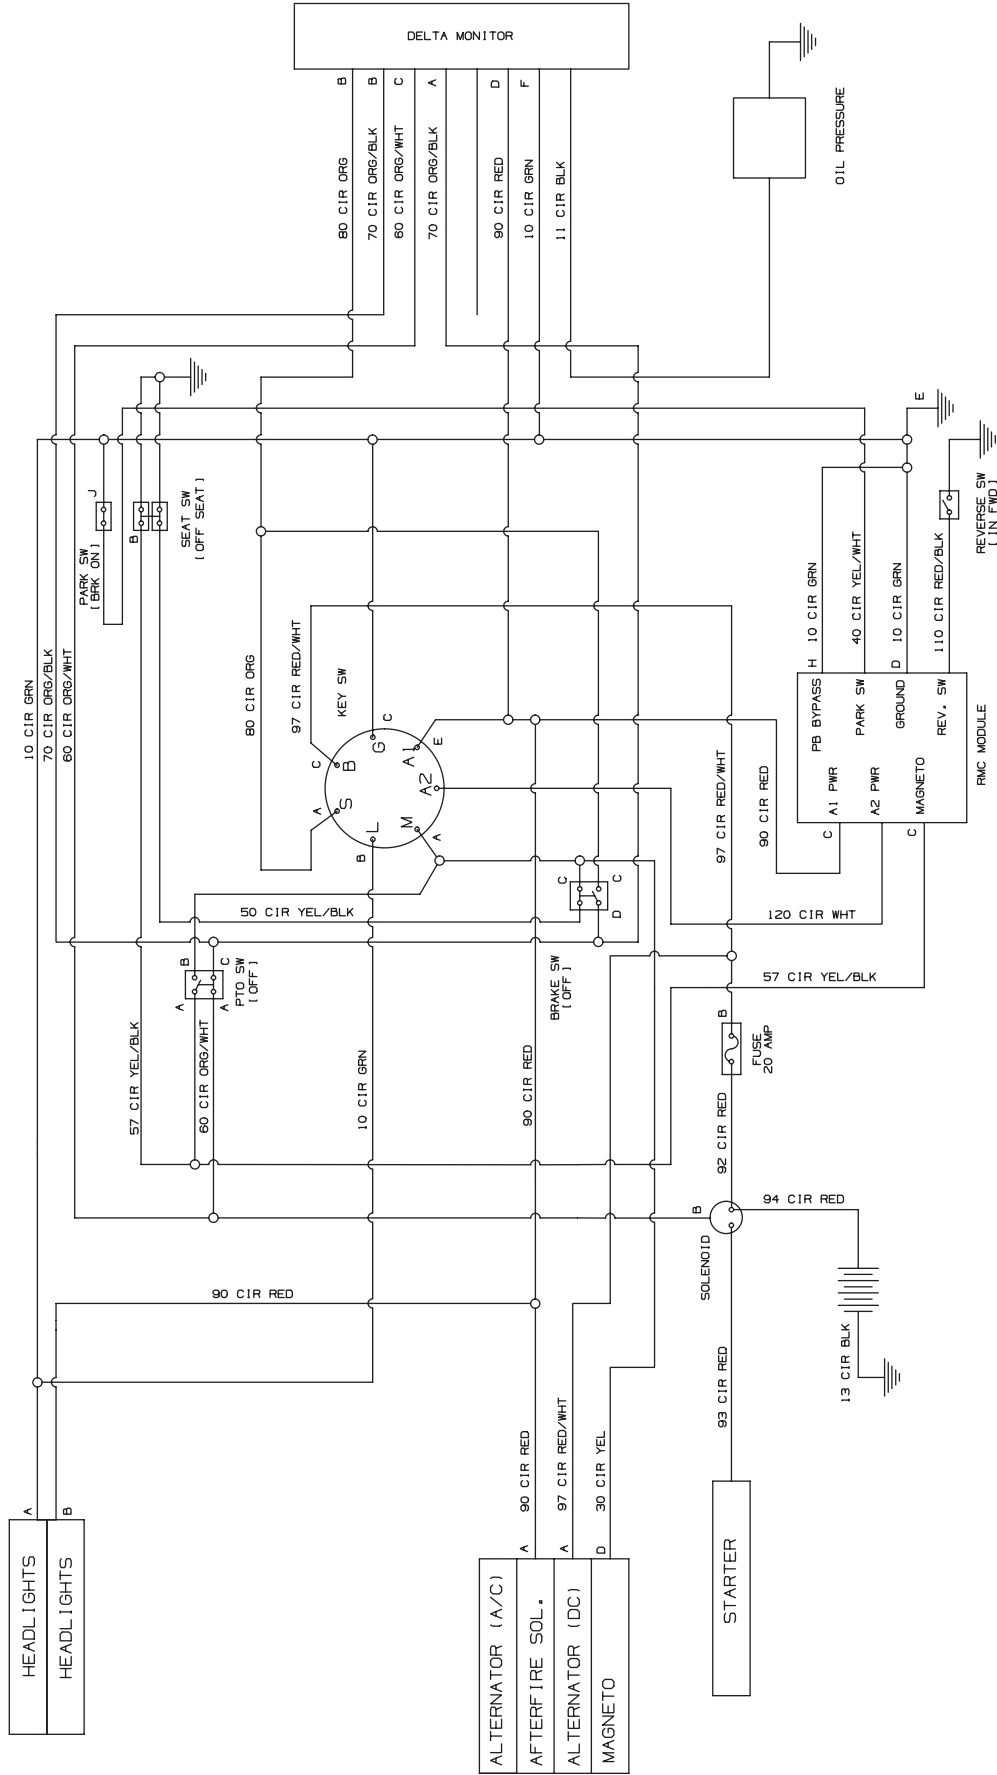 DELTA MONITOR
B
B
C
A
D
F
80 CIR ORG
70 CIR ORG/BLK
60 CIR ORG/WHT
70 CIR ORG/BLK
90 CIR RED
10 CIR GRN
11 CIR BLK
OIL PRESSURE
E
J
B
PARK SW
[ BRK ON ]
SEAT SW
[ OFF SEAT ]
REVERSE SW
[ IN FWD ]
10 CIR GRN
70 CIR ORG/BLK
60 CIR ORG/WHT
80 CIR ORG
97 CIR RED/WHT
KEY SW
H
10 CIR GRN
40 CIR YEL/WHT
D
10 CIR GRN
110 CIR RED/BLK
PB BYPASS
PARK SW
GROUND
REV. SW
RMC MODULE
A1 PWR
A2 PWR
MAGNETO
C
C
C
B
A
S
G
C
A1
E
A2
L
B
M
A
97 CIR RED/WHT
90 CIR RED
50 CIR YEL/BLK
C
C
D
120 CIR WHT
B
C
A
A
PTO SW
[ OFF ]
BRAKE SW
[ OFF ]
57 CIR YEL/BLK
B
FUSE
20 AMP
57 CIR YEL/BLK
60 CIR ORG/WHT
10 CIR GRN
90 CIR RED
92 CIR RED
B
SOLENOID
94 CIR RED
90 CIR RED
13 CIR BLK
93 CIR RED
A
B
HEADLIGHTS
HEADLIGHTS
90 CIR RED
97 CIR RED/WHT
30 CIR YEL
A
A
D
ALTERNATOR (A/C)
AFTERFIRE SOL.
ALTERNATOR (DC)
MAGNETO
STARTER